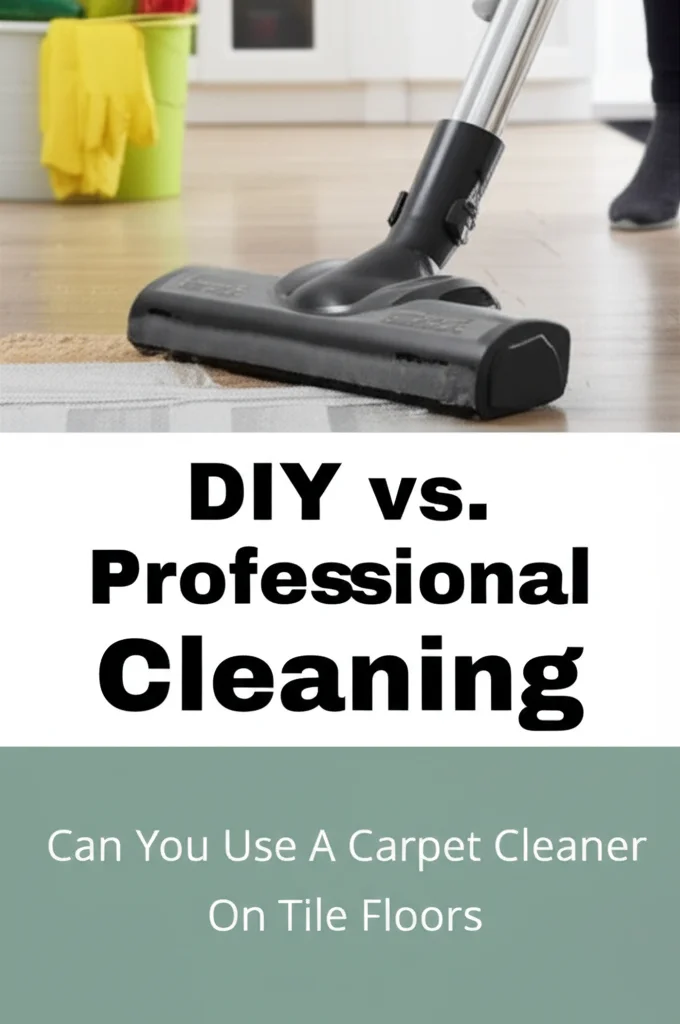 DIY vs.
Professional
Cleaning
Can You Use A Carpet Cleaner
On Tile Floors